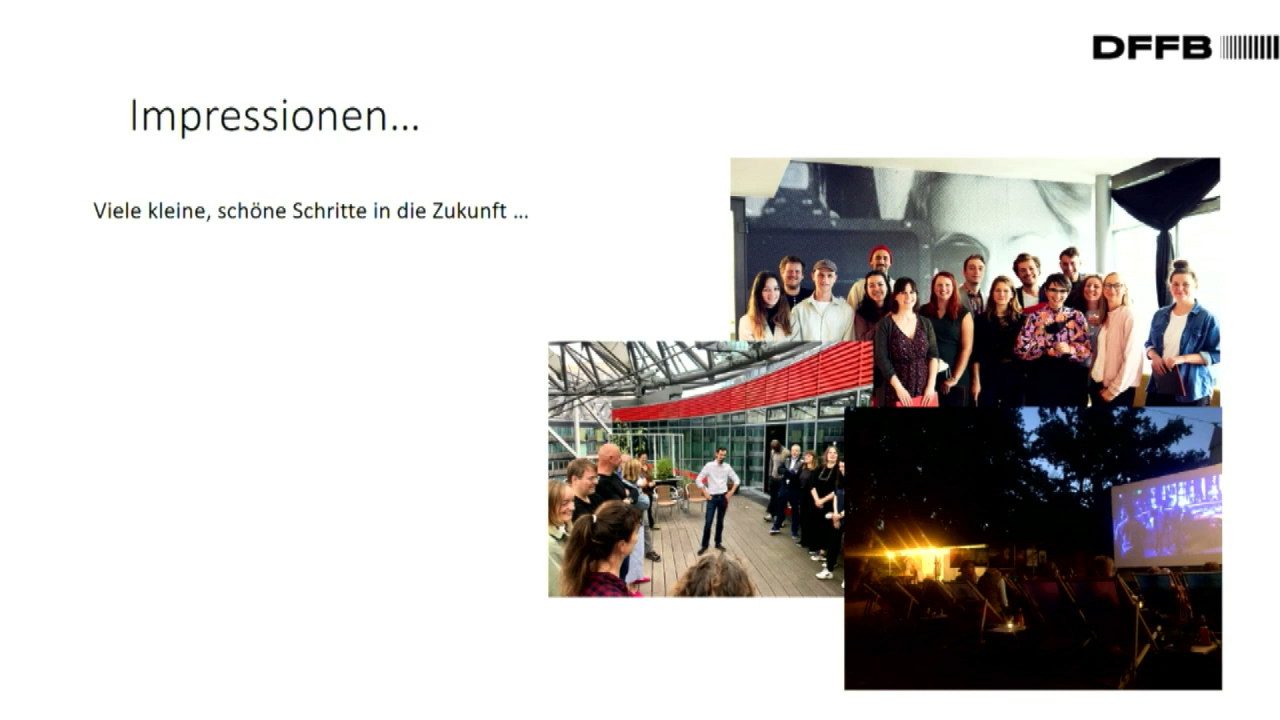 DFFB
Impressionen...
Viele kleine, schöne Schritte in die Zukunft ...